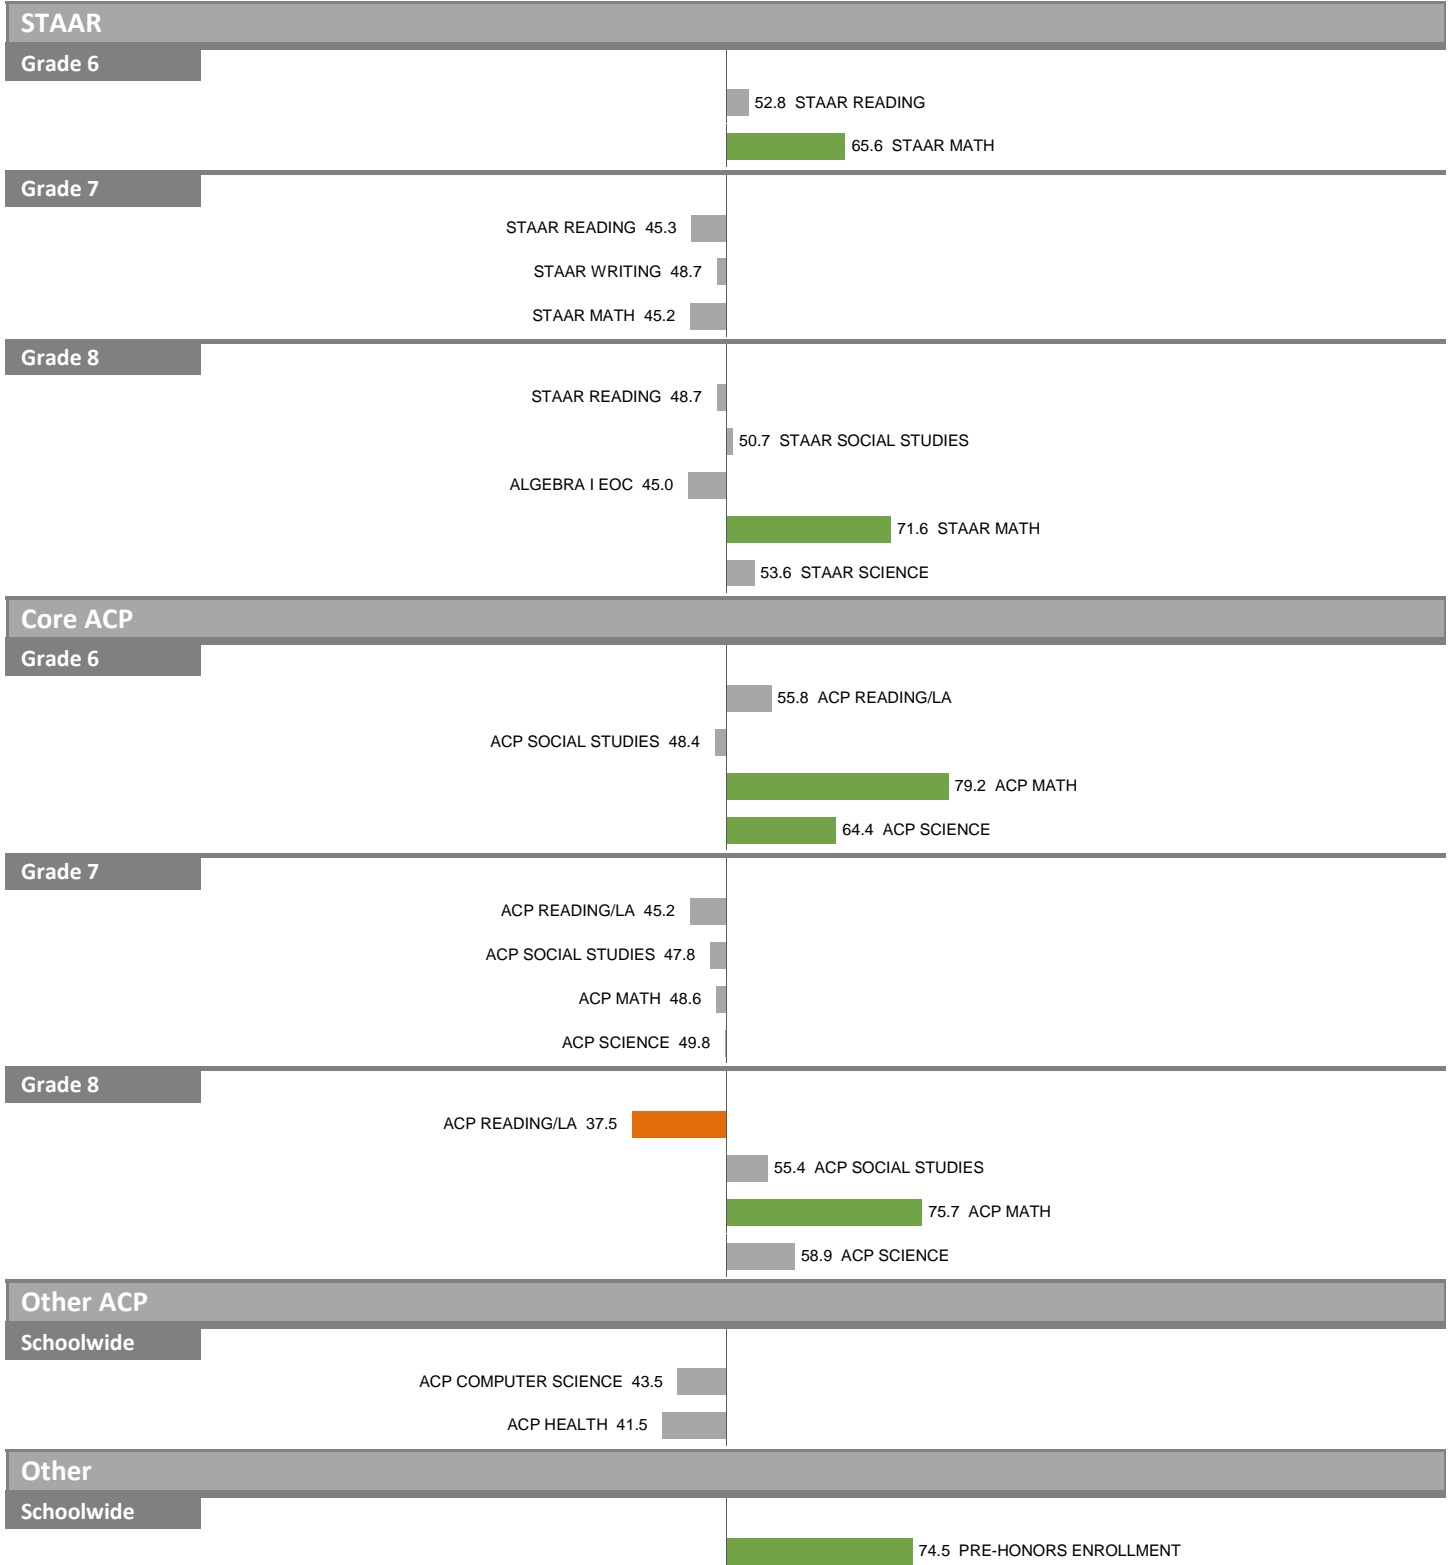 STAAR
Grade 6
52.8 STAAR READING
65.6 STAAR MATH
Grade 7
STAAR READING 45.3
STAAR WRITING 48.7
STAAR MATH 45.2
Grade 8
STAAR READING 48.7
50.7 STAAR SOCIAL STUDIES
ALGEBRA I EOC 45.0
71.6 STAAR MATH
53.6 STAAR SCIENCE
Core ACP
Grade 6
55.8 ACP READING/LA
ACP SOCIAL STUDIES 48.4
79.2 ACP MATH
64.4 ACP SCIENCE
Grade 7
ACP READING/LA 45.2
ACP SOCIAL STUDIES 47.8
ACP MATH 48.6
ACP SCIENCE 49.8
Grade 8
ACP READING/LA 37.5
55.4 ACP SOCIAL STUDIES
75.7 ACP MATH
58.9 ACP SCIENCE
Other ACP
Schoolwide
ACP COMPUTER SCIENCE 43.5
ACP HEALTH 41.5
Other
Schoolwide
74.5 PRE-HONORS ENROLLMENT